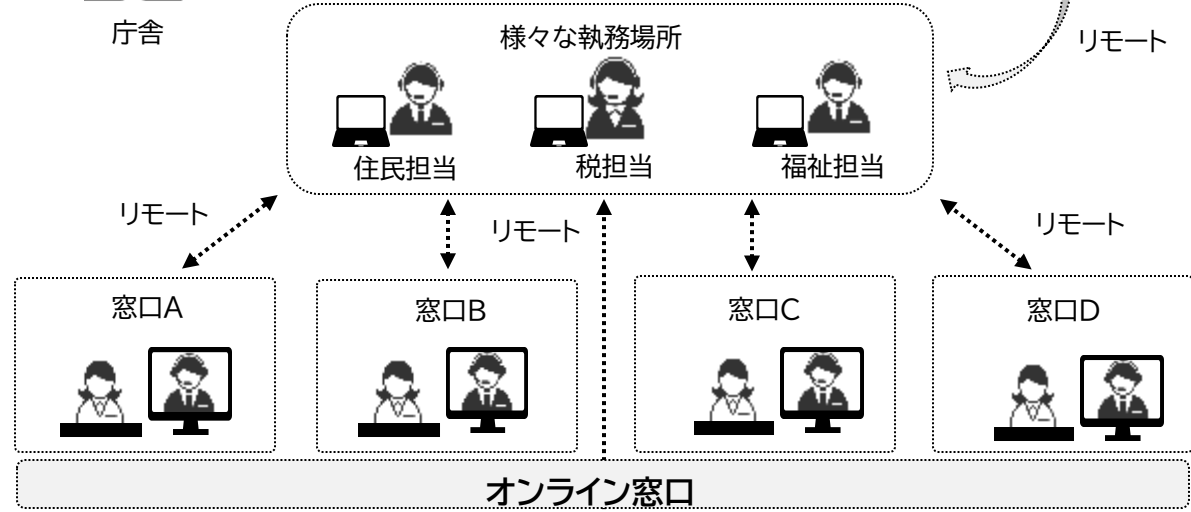 庁舎
様々な執務場所
リモート
住民担当
税担当
福祉担当
リモート
リモート
リモート
窓口A
窓口B
窓口C
窓口D
オンライン窓口